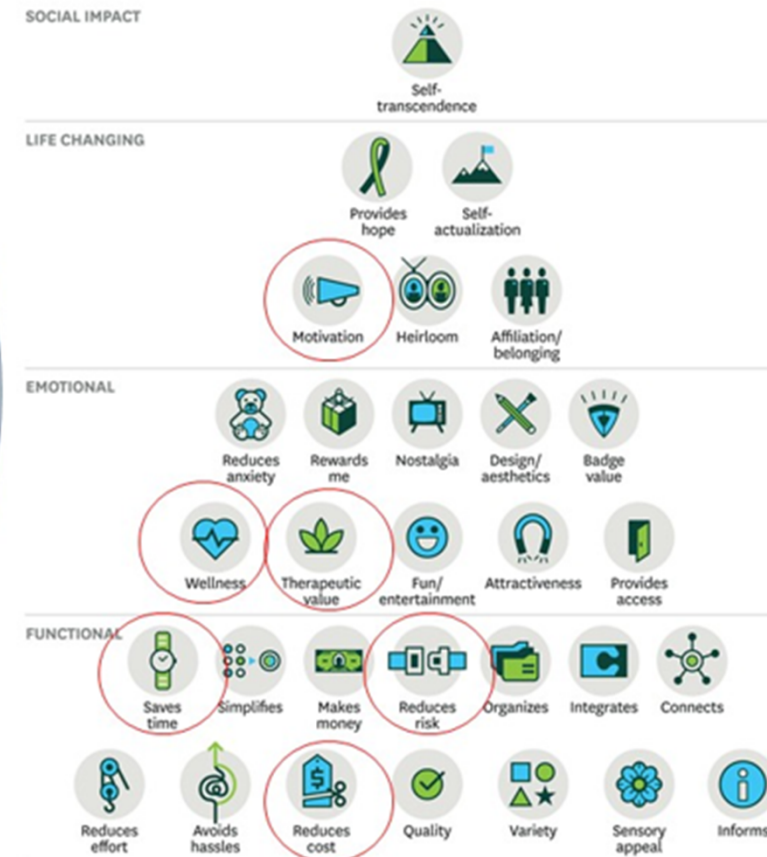 SOCIAL IMPACT
Self-
transcendence
LIFE CHANGING
Provides
hope
Self-
actualization
Motivation
Heirloom
Affiliation/
belonging
EMOTIONAL
Reduces
anxiety
Rewards
me
Nostalgia
Design/
aesthetics
Badge
value
Wellness
Therapeutic
value
Fun/
entertainment
Attractiveness
Provides
access
FUNCTIONAL
Saves
time
Simplifies
Makes
money
Reduces
risk
Organizes
Integrates
Connects
Reduces
effort
Avoids
hassles
$
Reduces
cost
Quality
Variety
Sensory
appeal
Informs